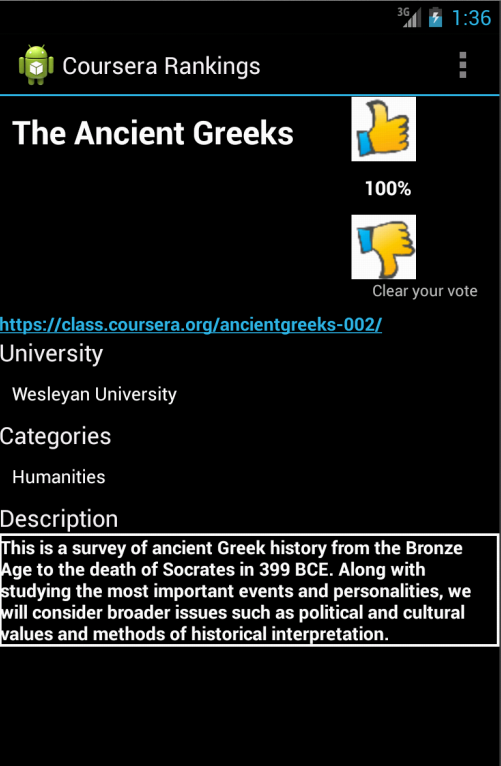 3G 1:36
Coursera Rankings
The Ancient Greeks
100%
Clear your vote
https://class.coursera.org/ancientgreeks-002/
University
Wesleyan University
Categories
Humanities
Description
This is a survey of ancient Greek history from the Bronze
Age to the death of Socrates in 399 BCE. Along with
studying the most important events and personalities, we
will consider broader issues such as political and cultural
values and methods of historical interpretation.